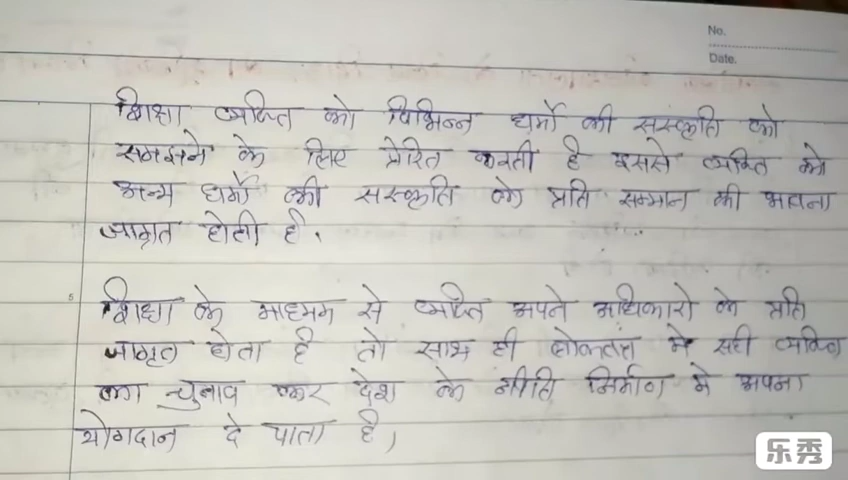 No.
Date.
शिक्षा व्यक्ति को विभिन्न धर्मो की संस्कृति को
समझने के लिए प्रेरित करती है इससे व्यक्ति को
अन्य धर्मो की संस्कृति के प्रति सम्मान की भावना
जागृत होती है.
शिक्षा के माध्यम से व्यक्ति अपने अधिकारो के प्रति
जागृत होता है तो साथ ही लोकतंत्र मे सही व्यक्ति
का चुनाव कर देश के नीति निर्माण मे अपना
योगदान दे पाता है,
乐秀